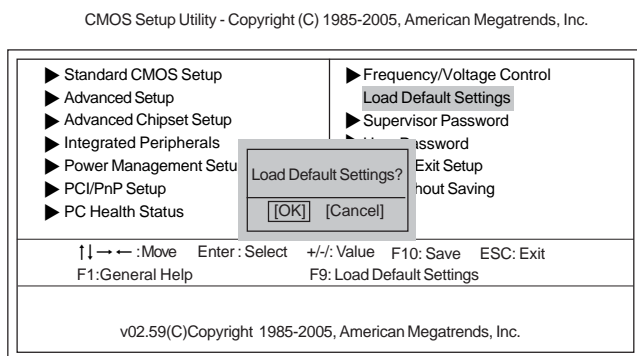 CMOS Setup Utility - Copyright (C) 1985-2005, American Megatrends, Inc.
▶ Standard CMOS Setup
▶ Advanced Setup
▶ Advanced Chipset Setup
▶ Integrated Peripherals
▶ Power Management Setu
▶ PCI/PnP Setup
▶ PC Health Status
▶ Frequency/Voltage Control
Load Default Settings
▶ Supervisor Password
Password
Exit Setup
out Saving
Load Default Settings?
[OK] [Cancel]
↑↓→← :Move Enter : Select +/-/: Value F10: Save ESC: Exit
F1:General Help F9: Load Default Settings
v02.59(C)Copyright 1985-2005, American Megatrends, Inc.